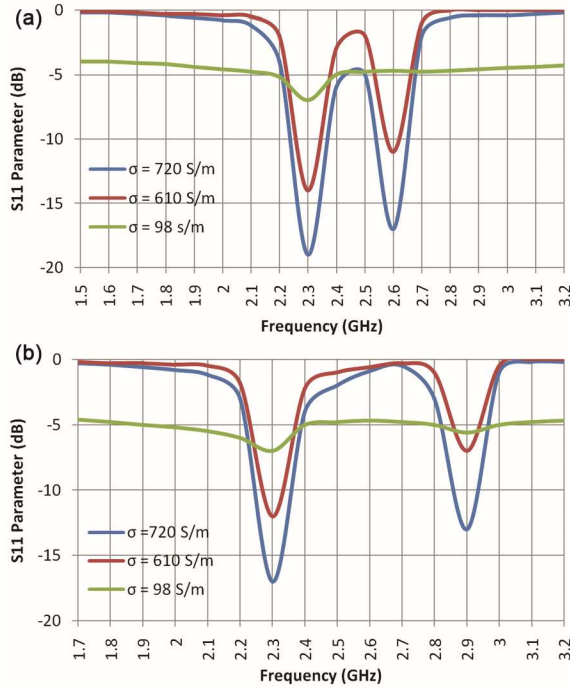 (a)
S11 Parameter (dB)
0
-5
-10
-15
-20
σ = 720 S/m
σ = 610 S/m
σ = 98 s/m
1.5 1.6 1.7 1.8 1.9 2 2.1 2.2 2.3 2.4 2.5 2.6 2.7 2.8 2.9 3 3.1 3.2
Frequency (GHz)
(b)
S11 Parameter (dB)
0
-5
-10
-15
-20
σ =720 S/m
σ = 610 S/m
σ = 98 S/m
1.7 1.8 1.9 2 2.1 2.2 2.3 2.4 2.5 2.6 2.7 2.8 2.9 3 3.1 3.2
Frequency (GHz)